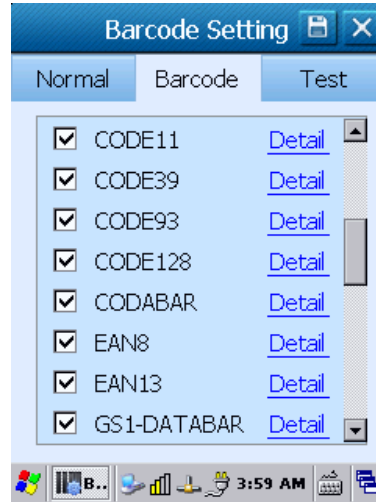 Barcode Setting
Normal Barcode Test
CODE11 Detail
CODE39 Detail
CODE93 Detail
CODE128 Detail
CODABAR Detail
EAN8 Detail
EAN13 Detail
GS1-DATABAR Detail
B.. 3:59 AM